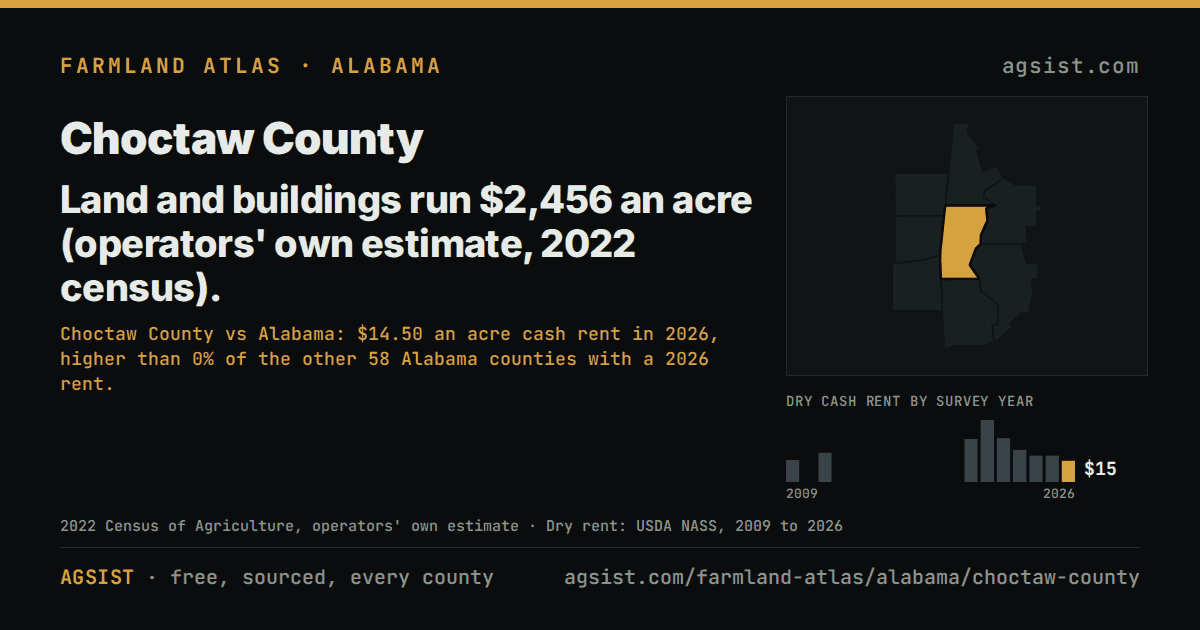 FARMLAND ATLAS · ALABAMA
agsist.com
Choctaw County
Land and buildings run $2,456 an acre
(operators' own estimate, 2022
census).
Choctaw County vs Alabama: $14.50 an acre cash rent in 2026,
higher than 0% of the other 58 Alabama counties with a 2026
rent.
DRY CASH RENT BY SURVEY YEAR
$15
2009
2026
2022 Census of Agriculture, operators' own estimate · Dry rent: USDA NASS, 2009 to 2026
AGSIST · free, sourced, every county
agsist.com/farmland-atlas/alabama/choctaw-county